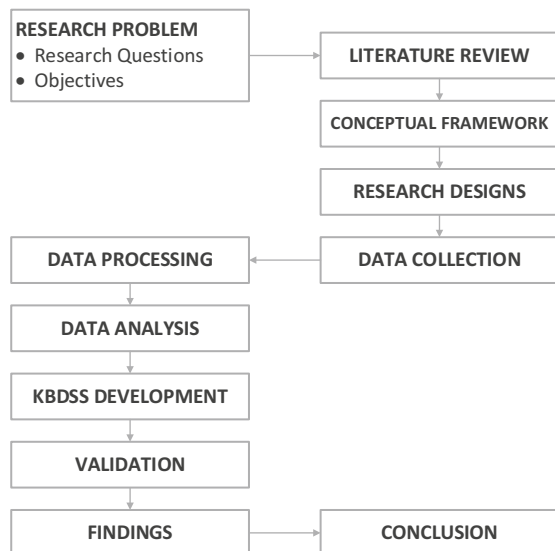 RESEARCH PROBLEM
• Research Questions
• Objectives
LITERATURE REVIEW
CONCEPTUAL FRAMEWORK
RESEARCH DESIGNS
DATA COLLECTION
DATA PROCESSING
DATA ANALYSIS
KBDSS DEVELOPMENT
VALIDATION
FINDINGS
CONCLUSION